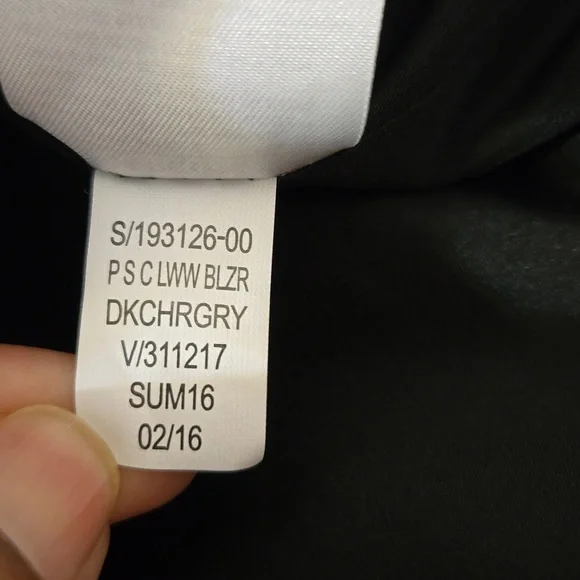 S/193126-00
P S C LWW BLZR
DKCHRGRY
V/311217
SUM16
02/16